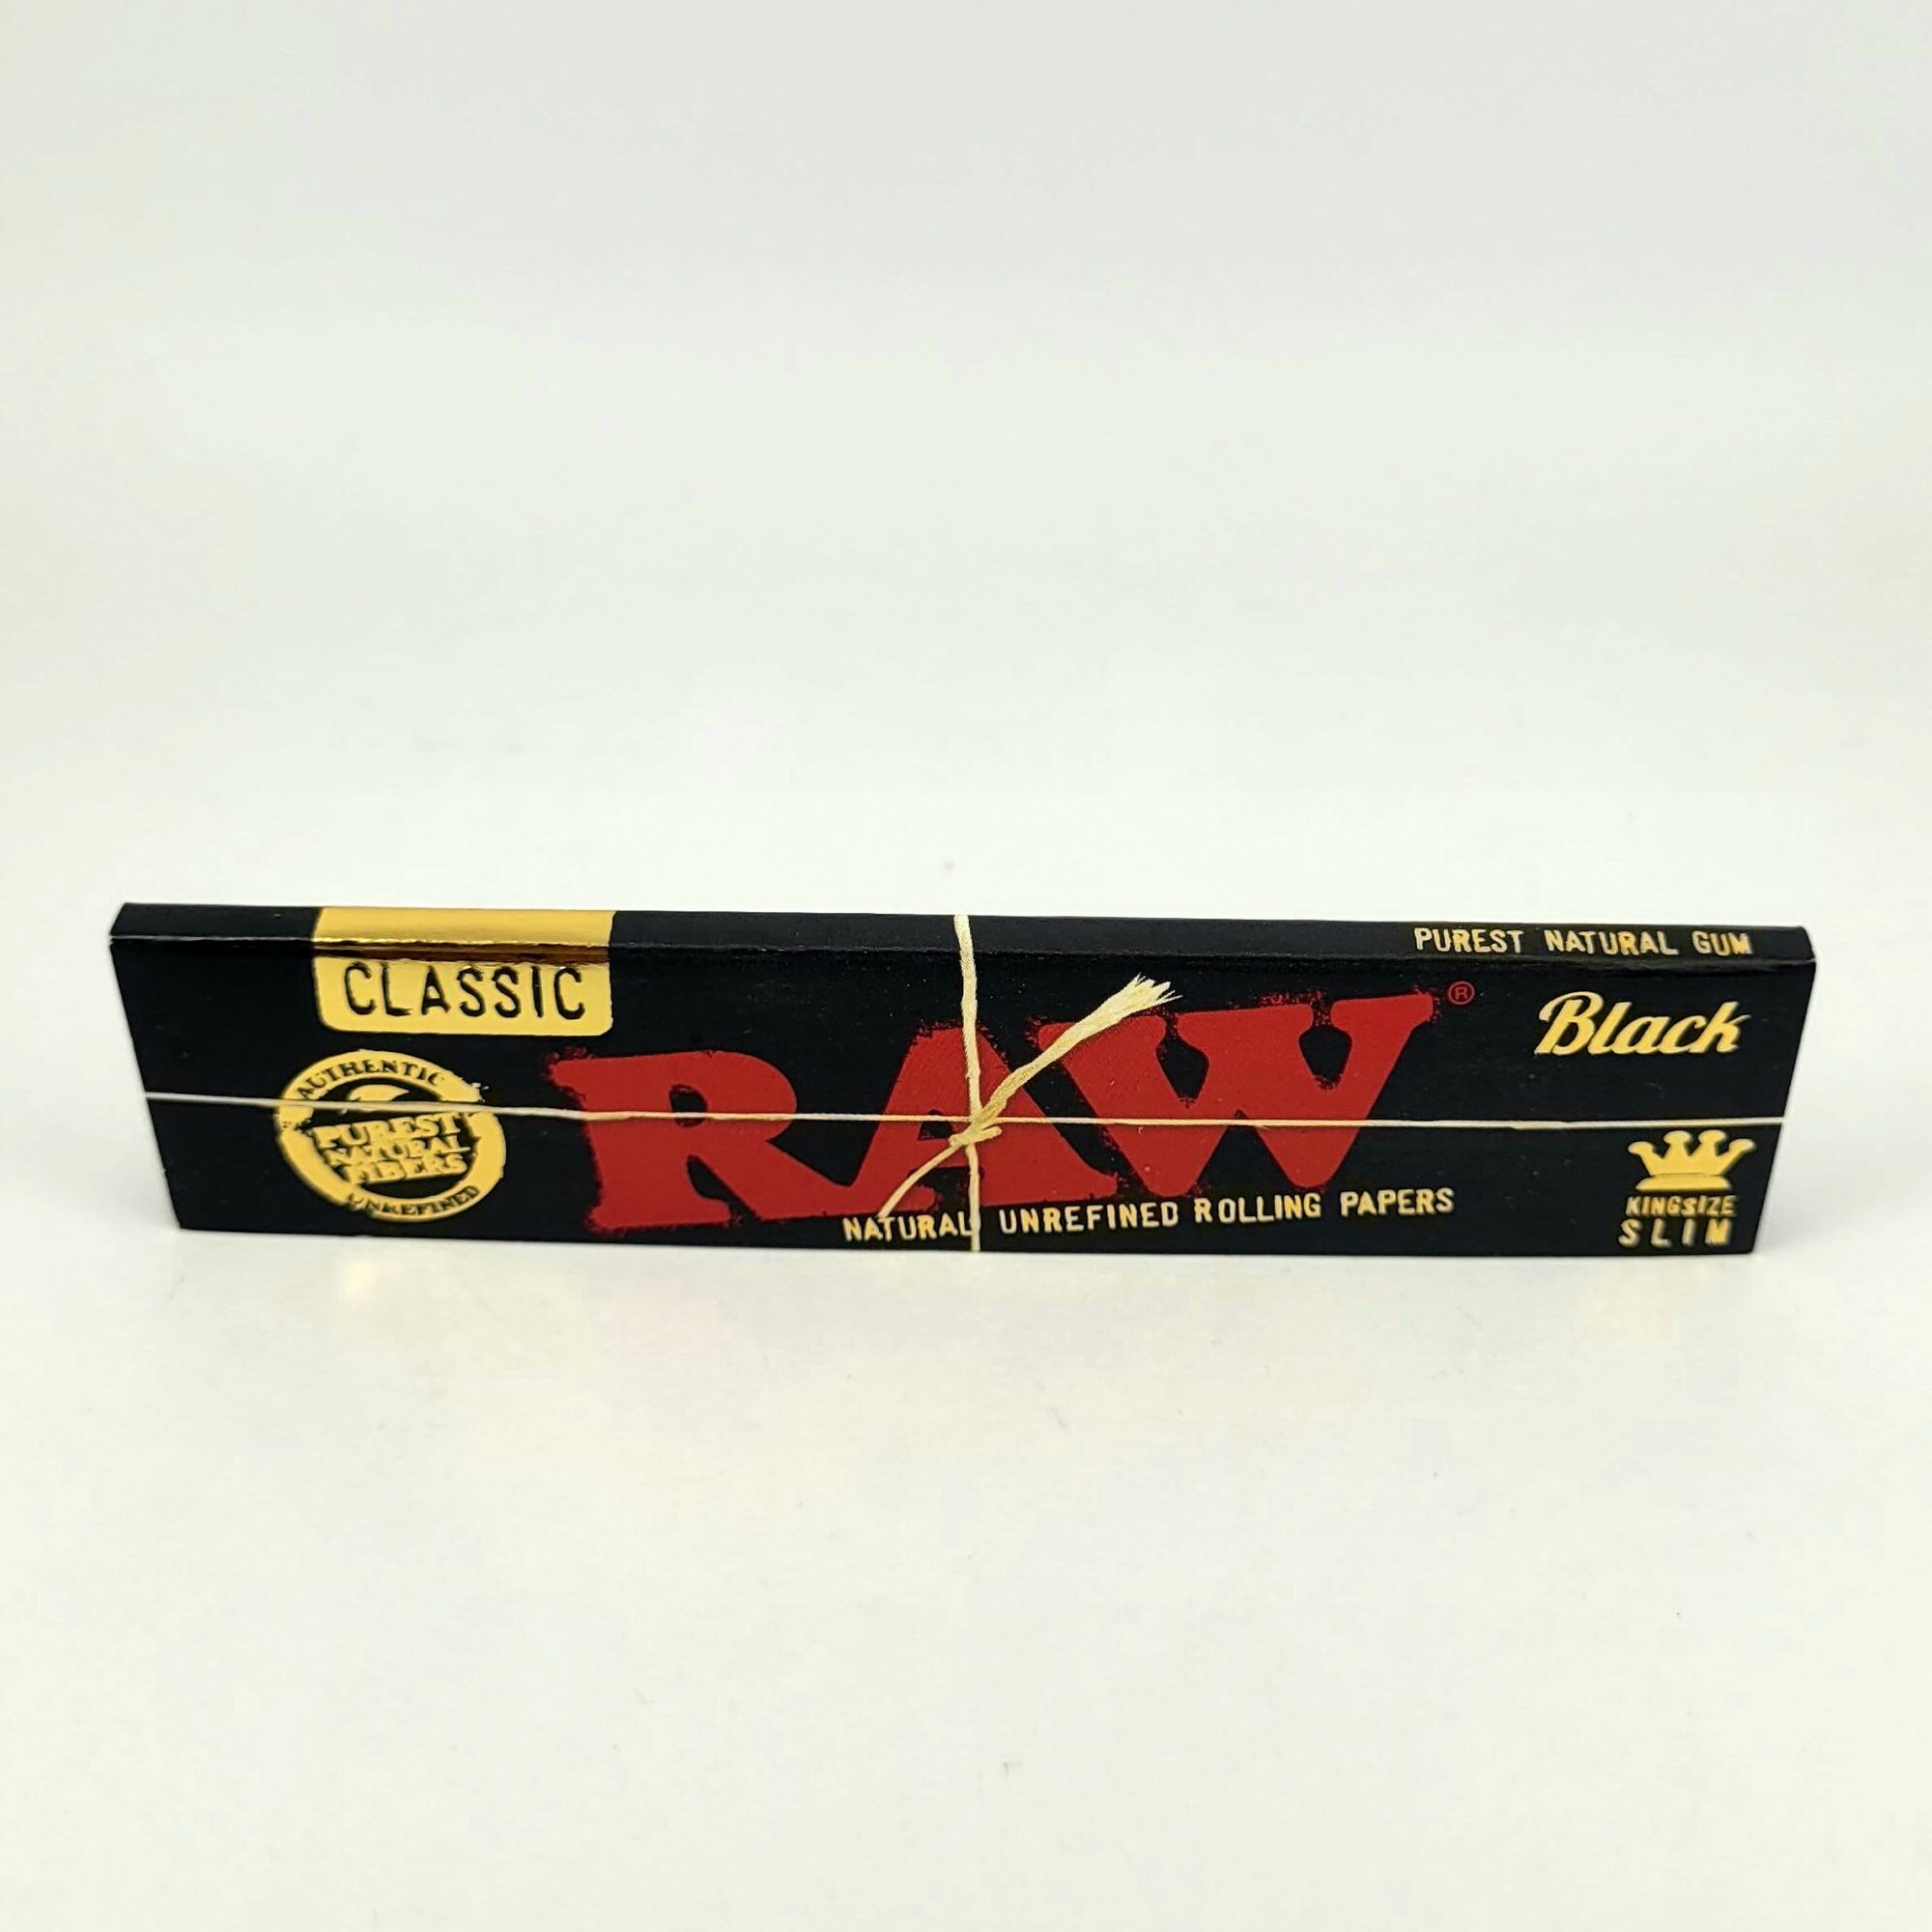 PUREST NATURAL GUM
CLASSIC
RAW®
Black
AUTHENTIC
PUREST
NATURAL
FIBERS
UNREFINED
NATURAL UNREFINED ROLLING PAPERS
KINGSIZE
SLIM